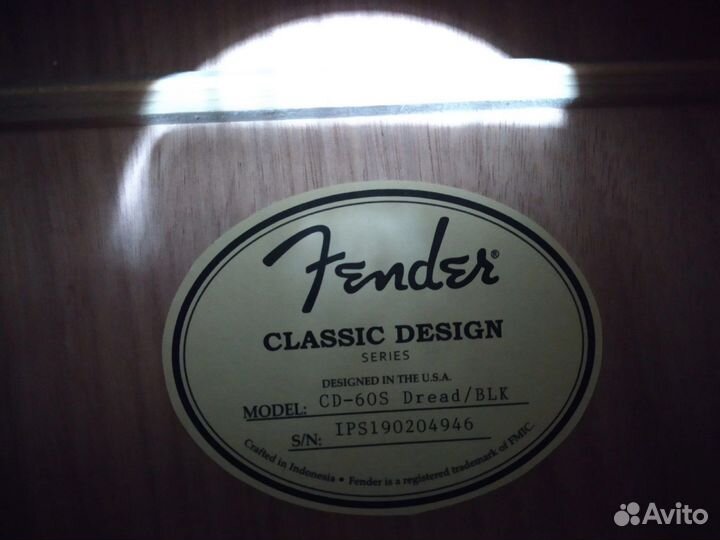 Fender®
CLASSIC DESIGN
SERIES
DESIGNED IN THE U.S.A.
MODEL: CD-60S Dread/BLK
S/N: IPS190204946
Crafted in Indonesia • Fender is a registered trademark of FMIC.
Avito